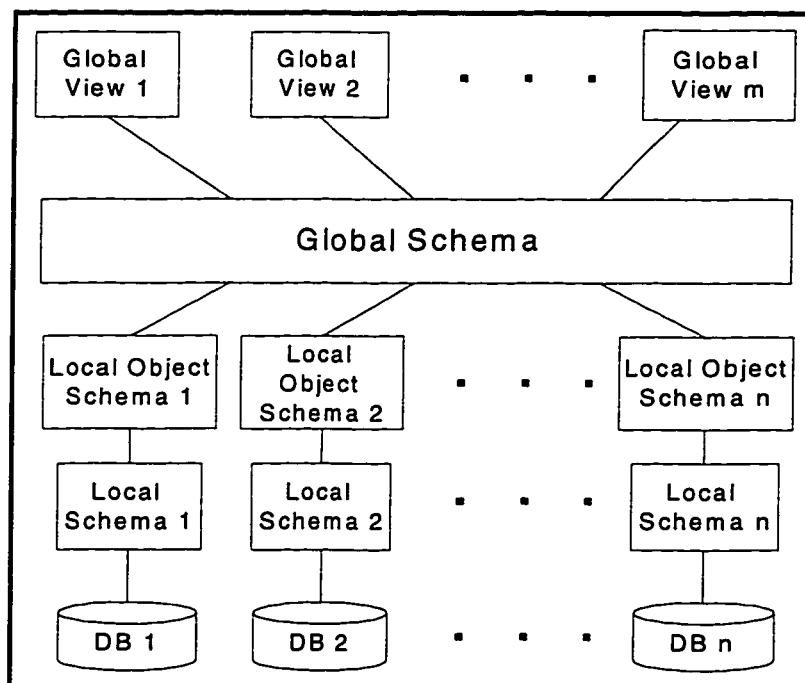 Global
View 1
Global
View 2
Global
View m
Global Schema
Local Object
Schema 1
Local
Object
Schema 2
Local Object
Schema n
Local
Schema 1
Local
Schema 2
Local
Schema n
DB 1
DB 2
DB n